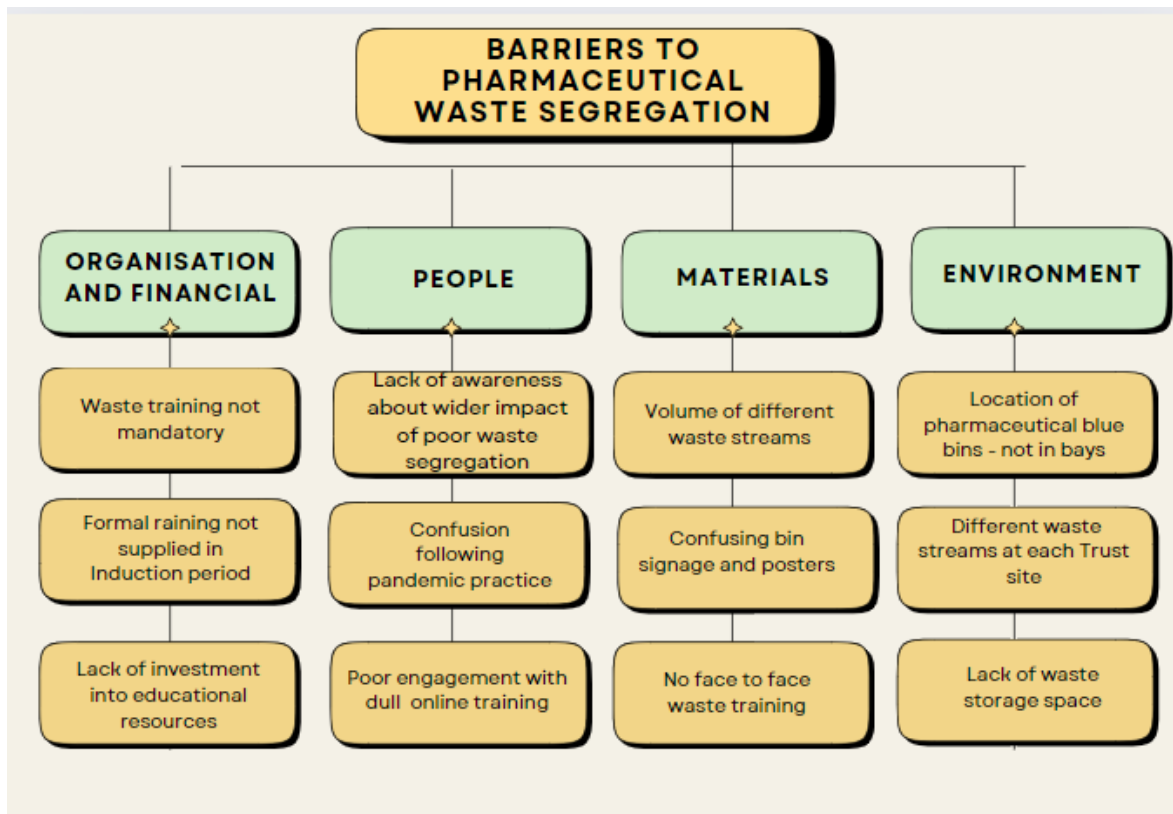 BARRIERS TO
PHARMACEUTICAL
WASTE SEGREGATION
ORGANISATION
AND FINANCIAL
Waste training not
mandatory
Formal raining not
supplied in
Induction period
Lack of investment
into educational
resources
PEOPLE
Lack of awareness
about wider impact
of poor waste
segregation
Confusion
following
pandemic practice
Poor engagement with
dull online training
MATERIALS
Volume of different
waste streams
Confusing bin
signage and posters
No face to face
waste training
ENVIRONMENT
Location of
pharmaceutical blue
bins - not in bays
Different waste
streams at each Trust
site
Lack of waste
storage space